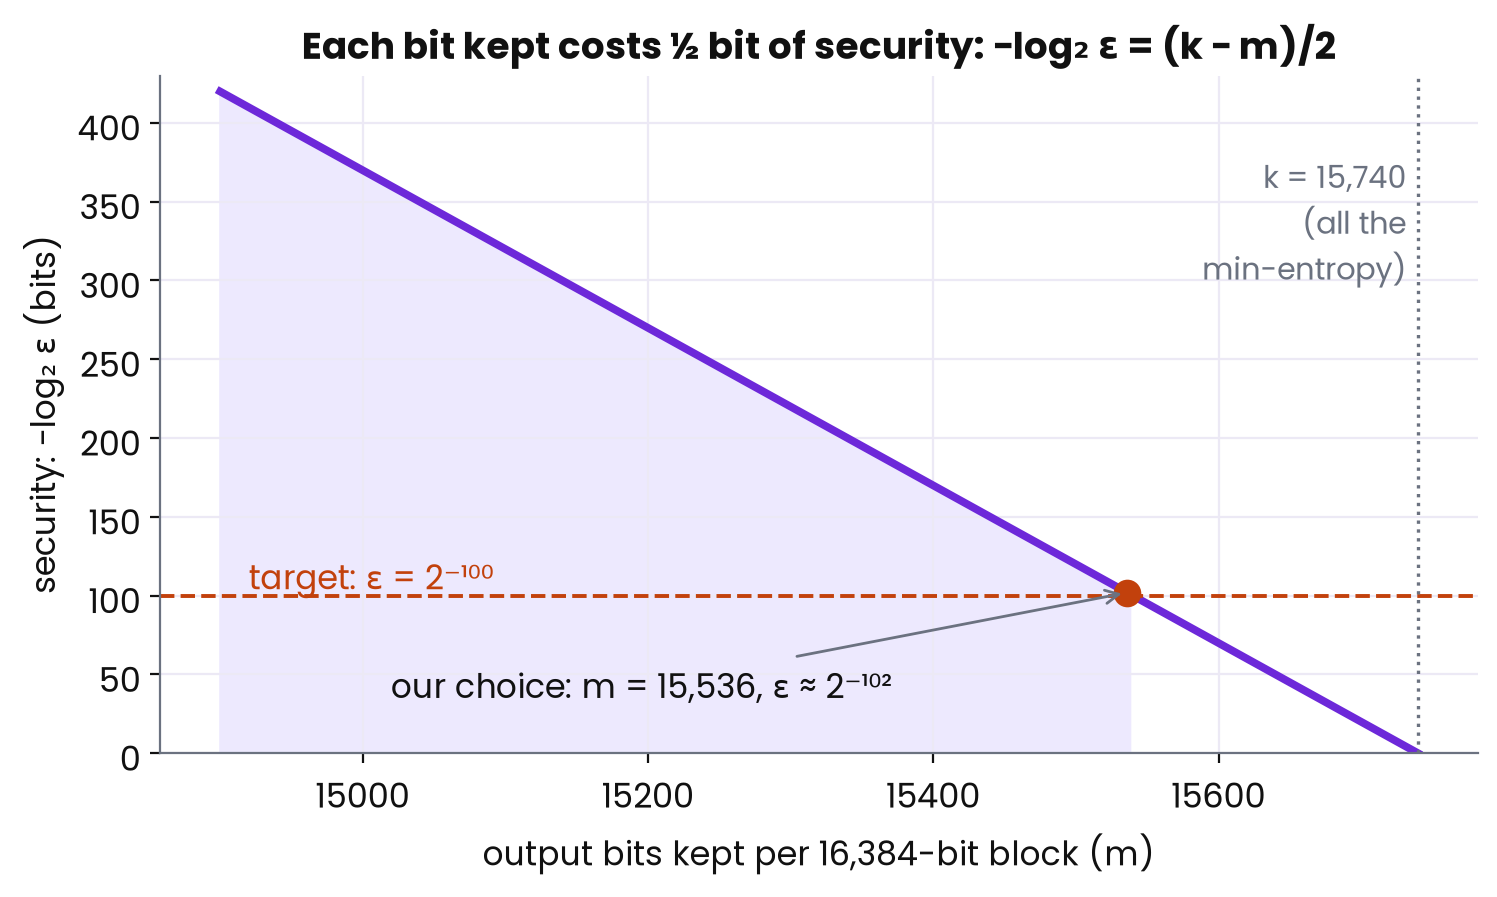 Each bit kept costs ½ bit of security: −log₂ ε = (k − m)/2
security: −log₂ ε (bits)
400
350
300
250
200
150
100
50
0
k = 15,740
(all the
min-entropy)
target: ε = 2⁻¹⁰⁰
our choice: m = 15,536, ε ≈ 2⁻¹⁰²
15000
15200
15400
15600
output bits kept per 16,384-bit block (m)